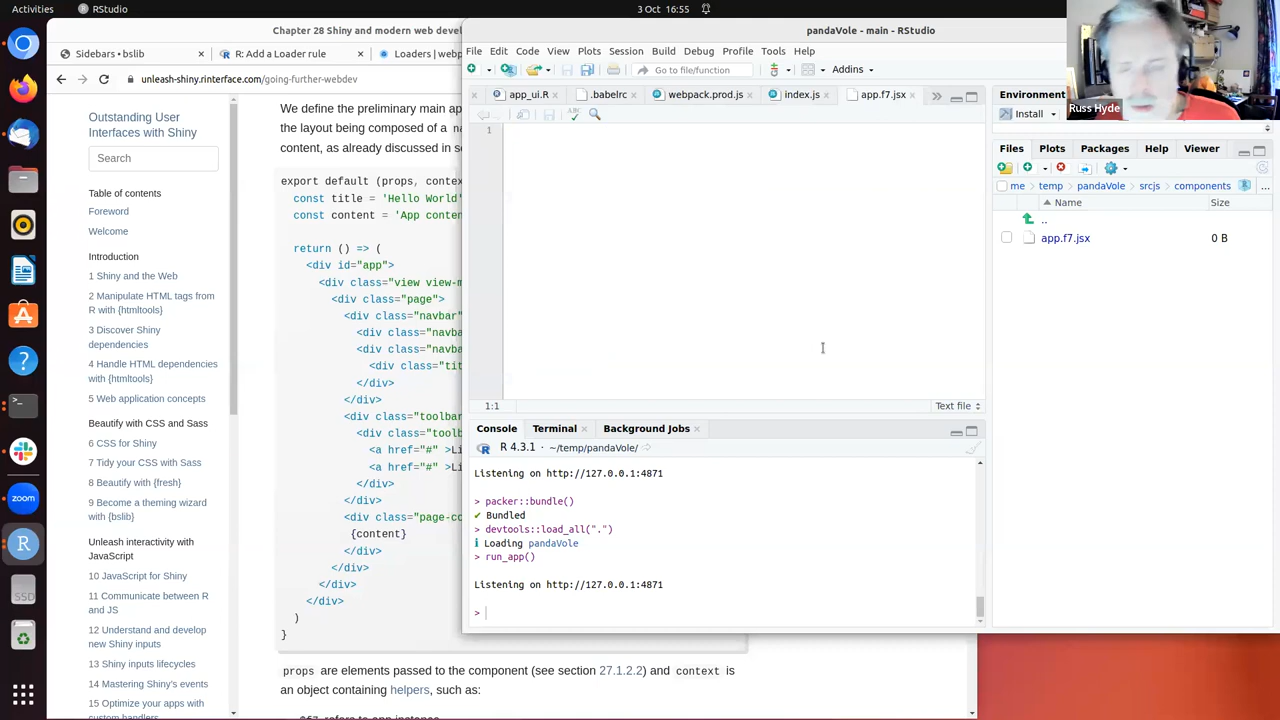 Activities
RStudio
3 Oct 16:55
Chapter 28 Shiny and modern web devel
Sidebars • bslib
R: Add a Loader rule
Loaders | webp
unleash-shiny.rinterface.com/going-further-webdev
Outstanding User
Interfaces with Shiny
Search
Table of contents
Foreword
Welcome
Introduction
1 Shiny and the Web
2 Manipulate HTML tags from
R with {htmltools}
3 Discover Shiny
dependencies
4 Handle HTML dependencies
with {htmltools}
5 Web application concepts
Beautify with CSS and Sass
6 CSS for Shiny
7 Tidy your CSS with Sass
8 Beautify with {fresh}
9 Become a theming wizard
with {bslib}
Unleash interactivity with
JavaScript
10 JavaScript for Shiny
11 Communicate between R
and JS
12 Understand and develop
new Shiny inputs
13 Shiny inputs lifecycles
14 Mastering Shiny's events
15 Optimize your apps with
custom handlers
We define the preliminary main ap
the layout being composed of a na
content, as already discussed in se
export default (props, contex
const title = 'Hello World'
const content = 'App conten
return () => (
<div id="app">
<div class="view view-m
<div class="page">
<div class="navbar"
<div class="navba
<div class="navba
<div class="tit
</div>
</div>
<div class="toolbar
<div class="toolb
<a href="#" >Li
<a href="#" >Li
</div>
</div>
<div class="page-co
{content}
</div>
</div>
</div>
</div>
)
}
props are elements passed to the component (see section 27.1.2.2) and context is
an object containing helpers, such as:
pandaVole - main - RStudio
File Edit Code View Plots Session Build Debug Profile Tools Help
Go to file/function
Addins
app_ui.R
.babelrc
webpack.prod.js
index.js
app.f7.jsx
1
1:1
Text file
Console
Terminal
Background Jobs
R 4.3.1 · ~/temp/pandaVole/
Listening on http://127.0.0.1:4871
> packer::bundle()
✔ Bundled
> devtools::load_all(".")
ℹ Loading pandaVole
> run_app()
Listening on http://127.0.0.1:4871
>
Environment
Install
Files Plots Packages Help Viewer
me temp pandaVole srcjs components ...
Name Size
..
app.f7.jsx 0 B
Russ Hyde
zoom
SSD